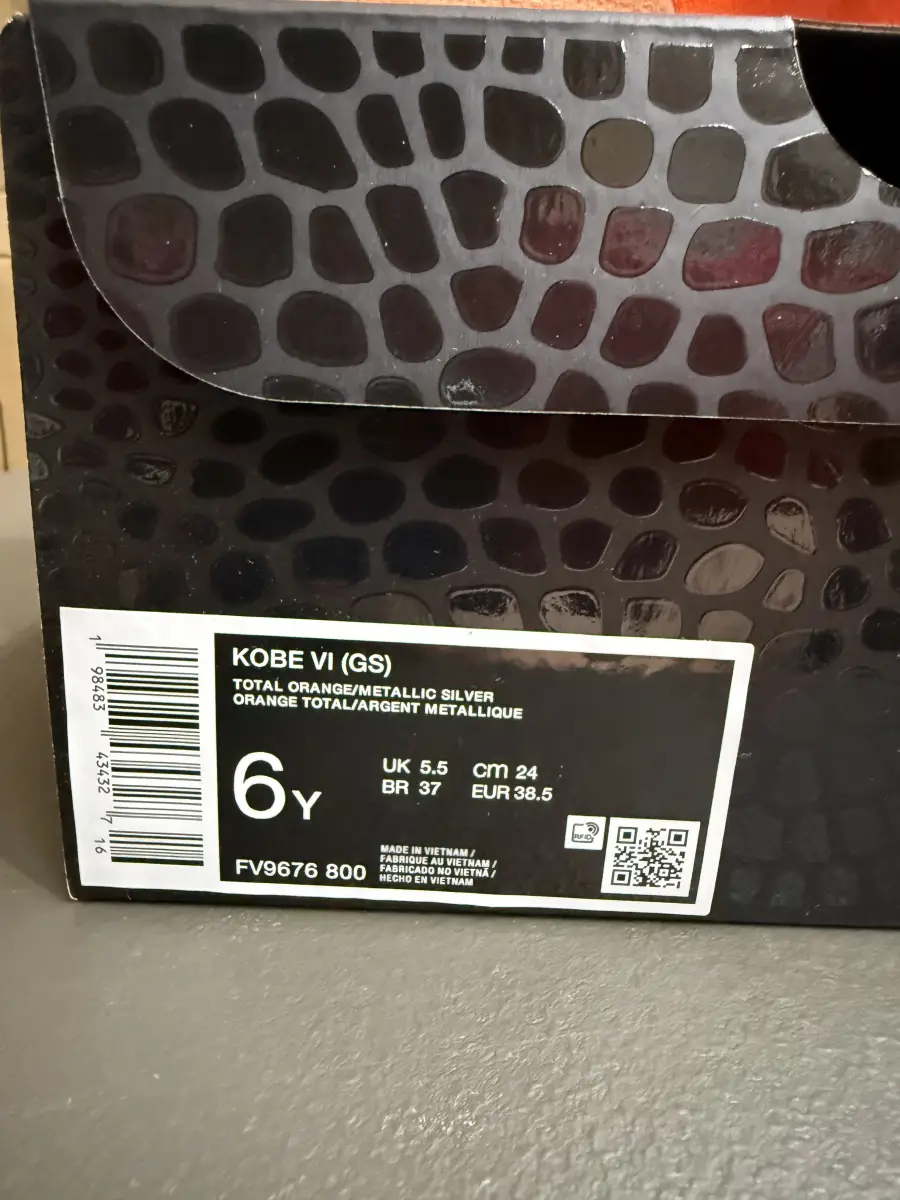 KOBE VI (GS)
TOTAL ORANGE/METALLIC SILVER
ORANGE TOTAL/ARGENT METALLIQUE
6Y
UK 5.5 cm 24
BR 37 EUR 38.5
FV9676 800
MADE IN VIETNAM /
FABRIQUE AU VIETNAM /
FABRICADO NO VIETNÃ /
HECHO EN VIETNAM
RFID
1 98483 43432 7 16